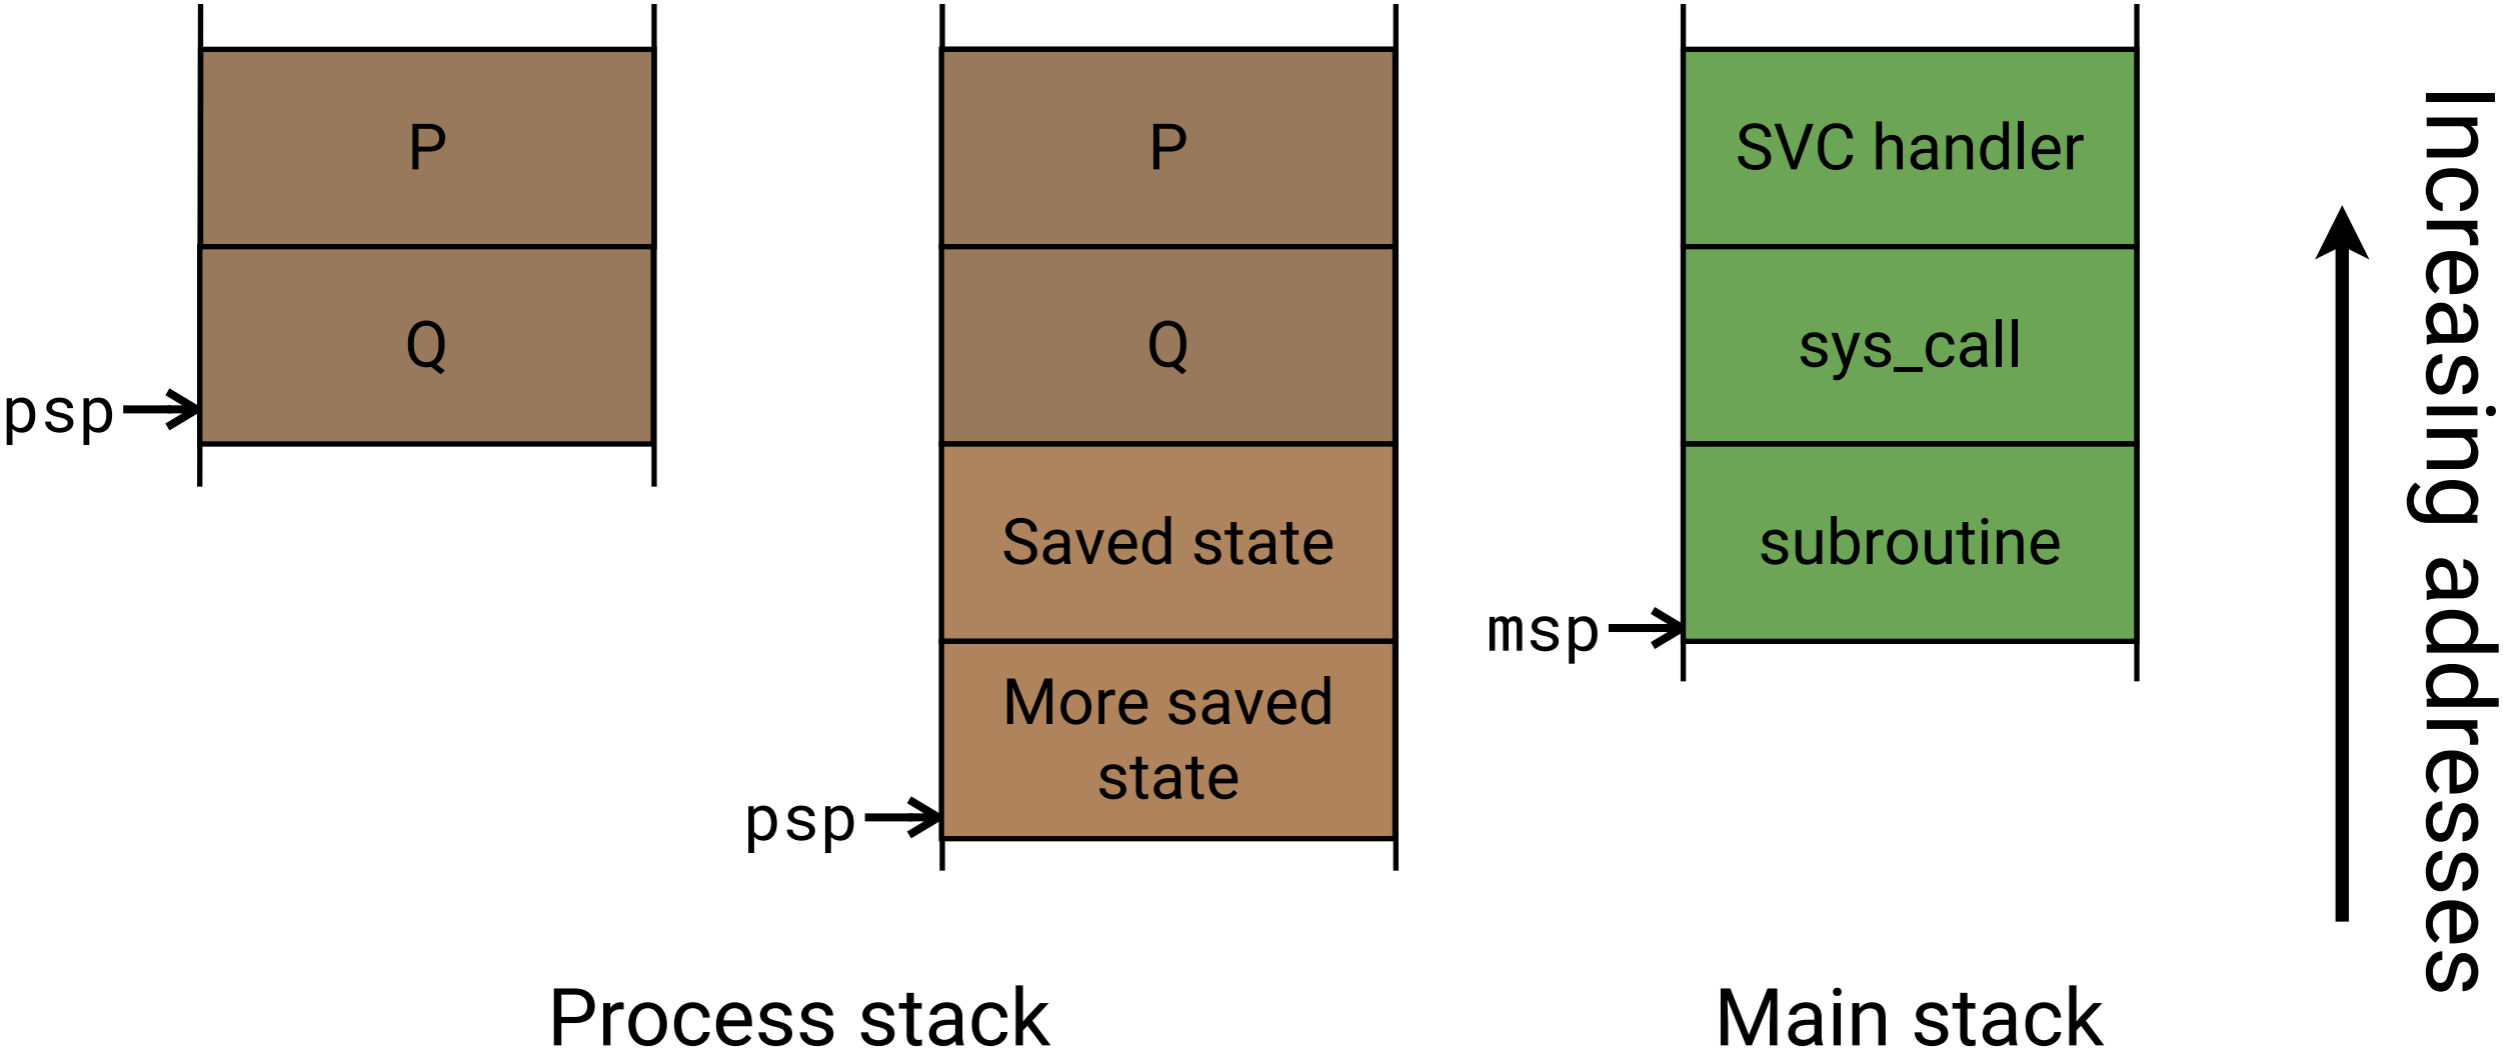 P
Q
psp
P
Q
Saved state
More saved
state
psp
SVC handler
sys_call
subroutine
msp
Increasing addresses
Process stack
Main stack